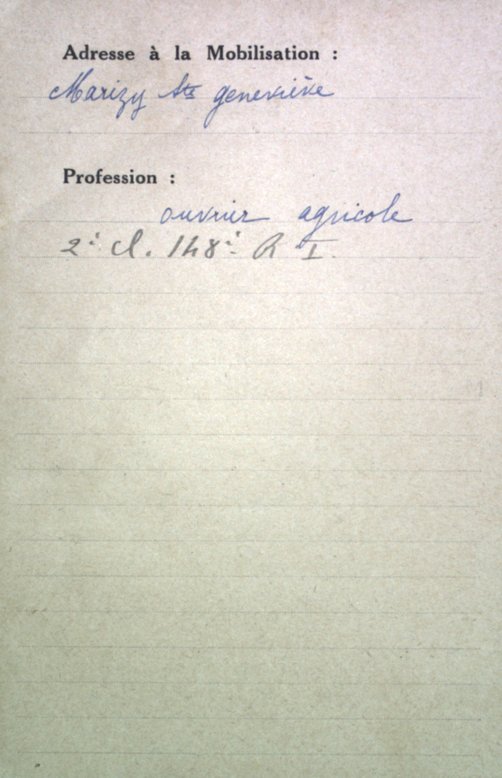 Adresse à la Mobilisation :
Marizy Ste geneviève
Profession :
ouvrier agricole
2e cl. 148e R I.